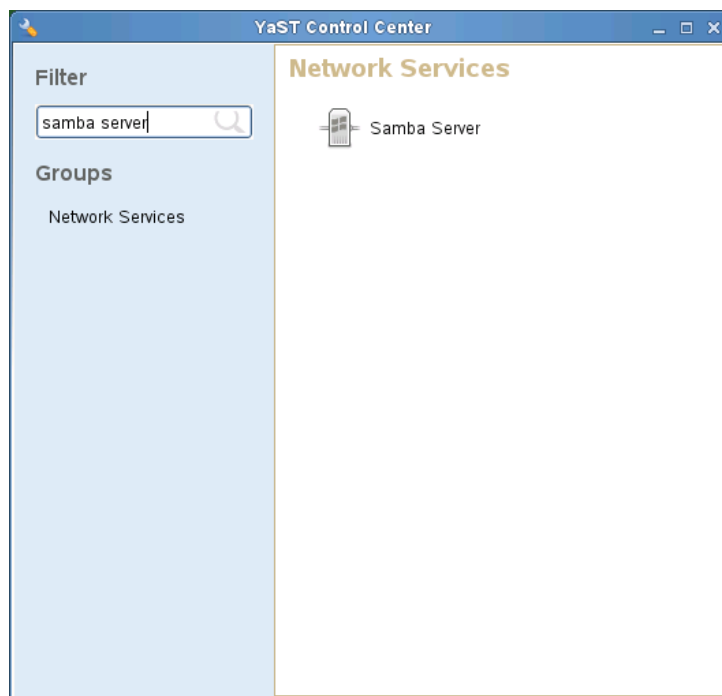 YaST Control Center
Filter
samba server
Groups
Network Services
Network Services
Samba Server